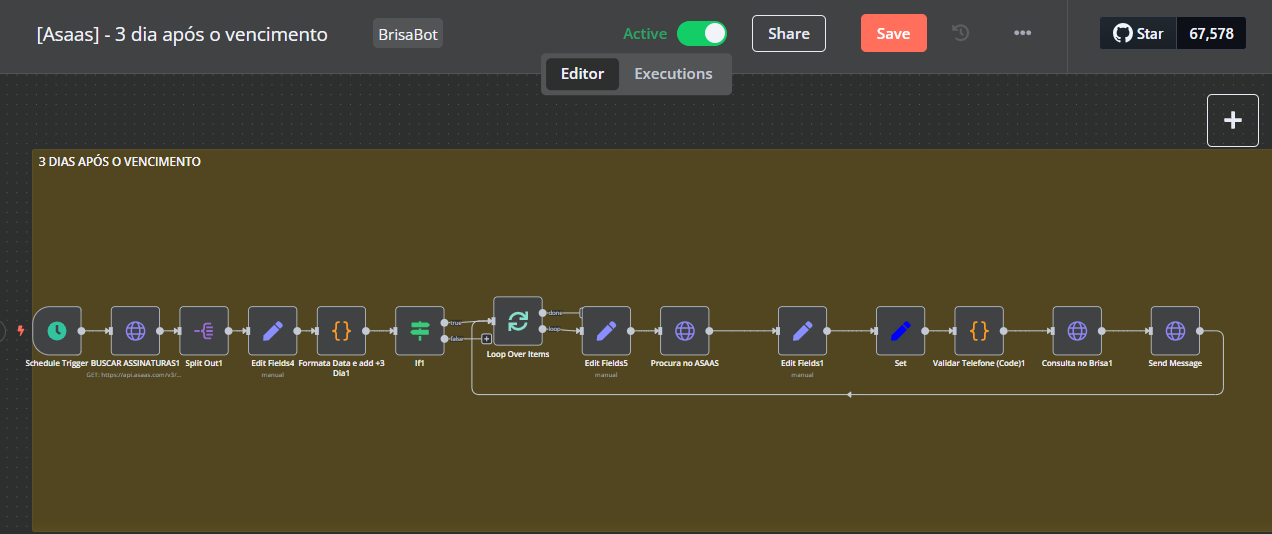 [Asaas] - 3 dia após o vencimento
BrisaBot
Active
Share
Save
Star
67,578
Editor
Executions
3 DIAS APÓS O VENCIMENTO
true
false
done
loop
Schedule Trigger
BUSCAR ASSINATURAS1
GET: https://api.asaas.com/v3/...
Split Out1
Edit Fields4
manual
Formata Data e add +3
Dia1
If1
Loop Over Items
Edit Fields5
manual
Procura no ASAAS
Edit Fields1
manual
Set
Validar Telefone (Code)1
Consulta no Brisa1
Send Message